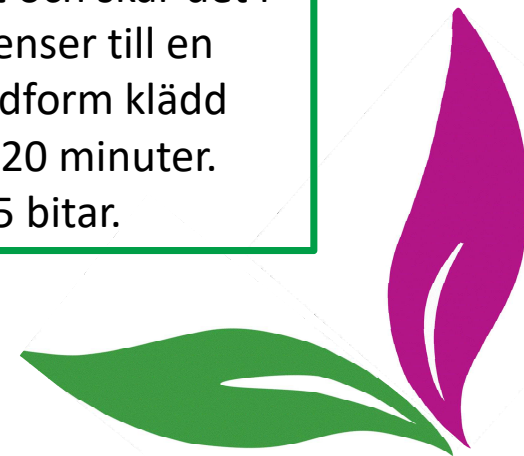 och skär det i
enser till en
dform klädd
20 minuter.
5 bitar.